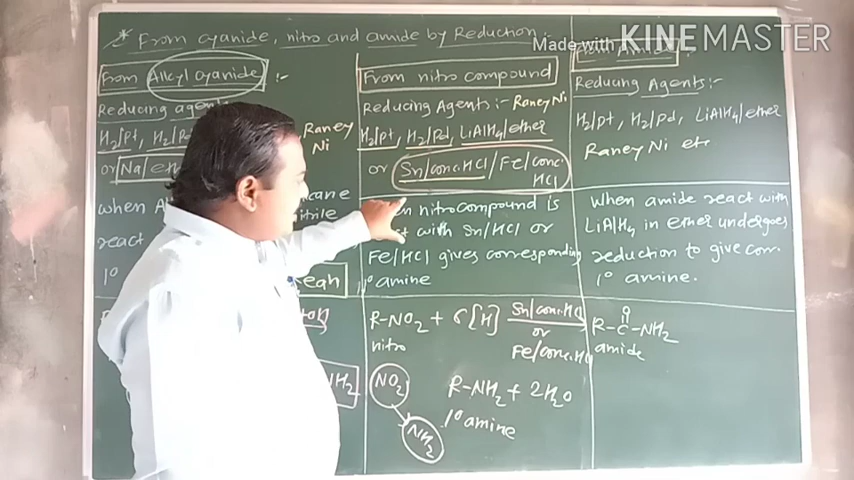 * From cyanide, nitro and amide by Reduction :-
Made with KINEMASTER
From Alkyl cyanide :-
Reducing agents
H2/Pt, Raney
Ni
or Na/
when
nitrile
react
1°
From nitro compound
Reducing Agents :- Raney Ni
H2/pt, H2/Pd, LiAlH4/ether
or Sn/conc.HCl/Fe/conc.
HCl
nitrocompound is
with Sn/HCl or
Fe/HCl gives corresponding
1° amine
R-NO2 + 6[H] Sn/conc.HCl
or
Fe/conc.HCl
nitro
NO2
R-NH2 + 2H2O
1° amine
NH2
Reducing Agents :-
H2/pt, H2/Pd, LiAlH4/ether
Raney Ni etc
When amide react with
LiAlH4 in ether undergoes
reduction to give corr.
1° amine.
O
R-C-NH2
amide